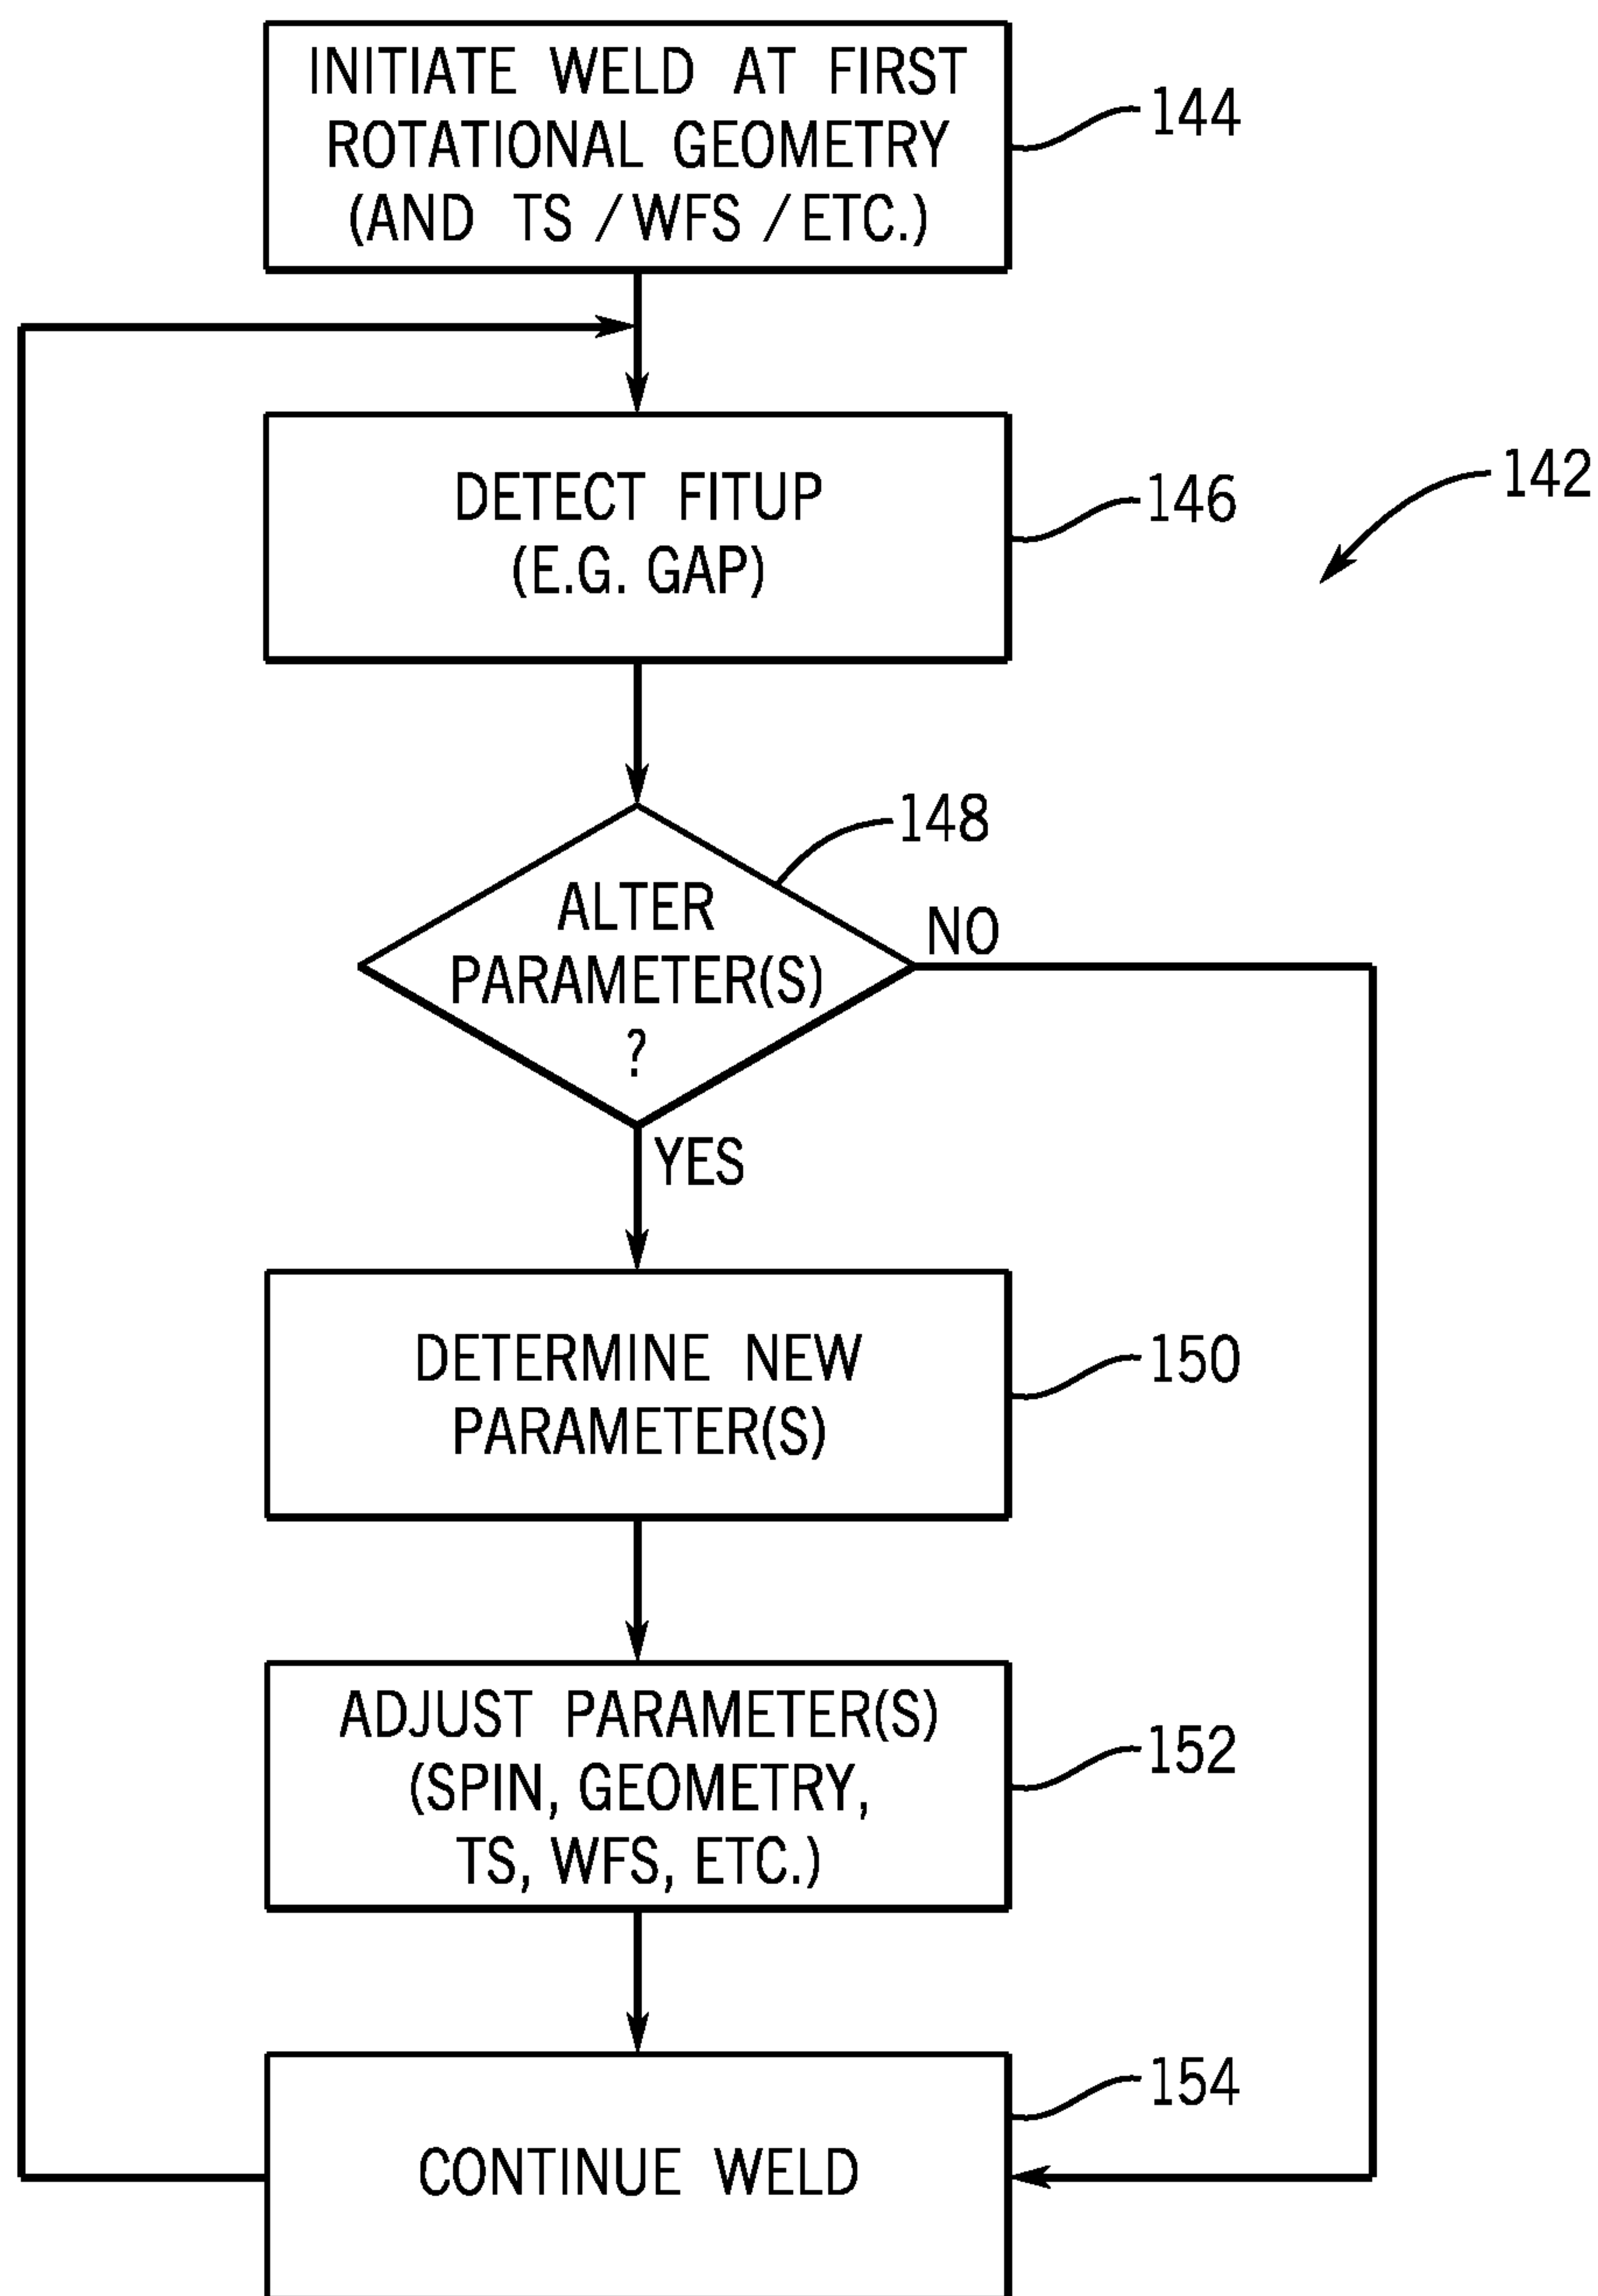 INITIATE WELD AT FIRST
ROTATIONAL GEOMETRY
(AND TS /WFS /ETC.)
144
DETECT FITUP
(E.G. GAP)
146
142
148
ALTER
PARAMETER(S)
?
NO
YES
DETERMINE NEW
PARAMETER(S)
150
ADJUST PARAMETER(S)
(SPIN, GEOMETRY,
TS, WFS, ETC.)
152
154
CONTINUE WELD